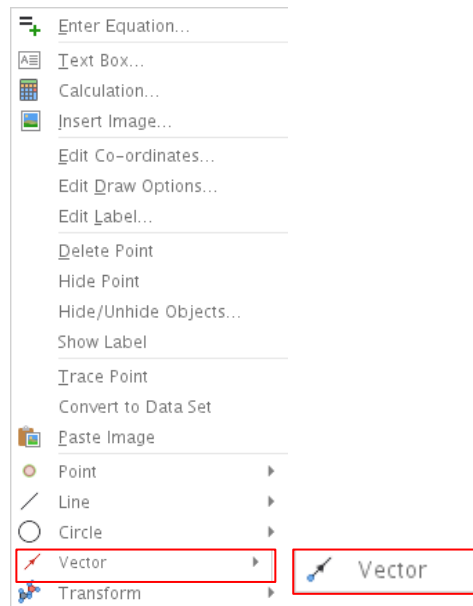 Enter Equation...
Text Box...
Calculation...
Insert Image...
Edit Co-ordinates...
Edit Draw Options...
Edit Label...
Delete Point
Hide Point
Hide/Unhide Objects...
Show Label
Trace Point
Convert to Data Set
Paste Image
Point
Line
Circle
Vector
Vector
Transform